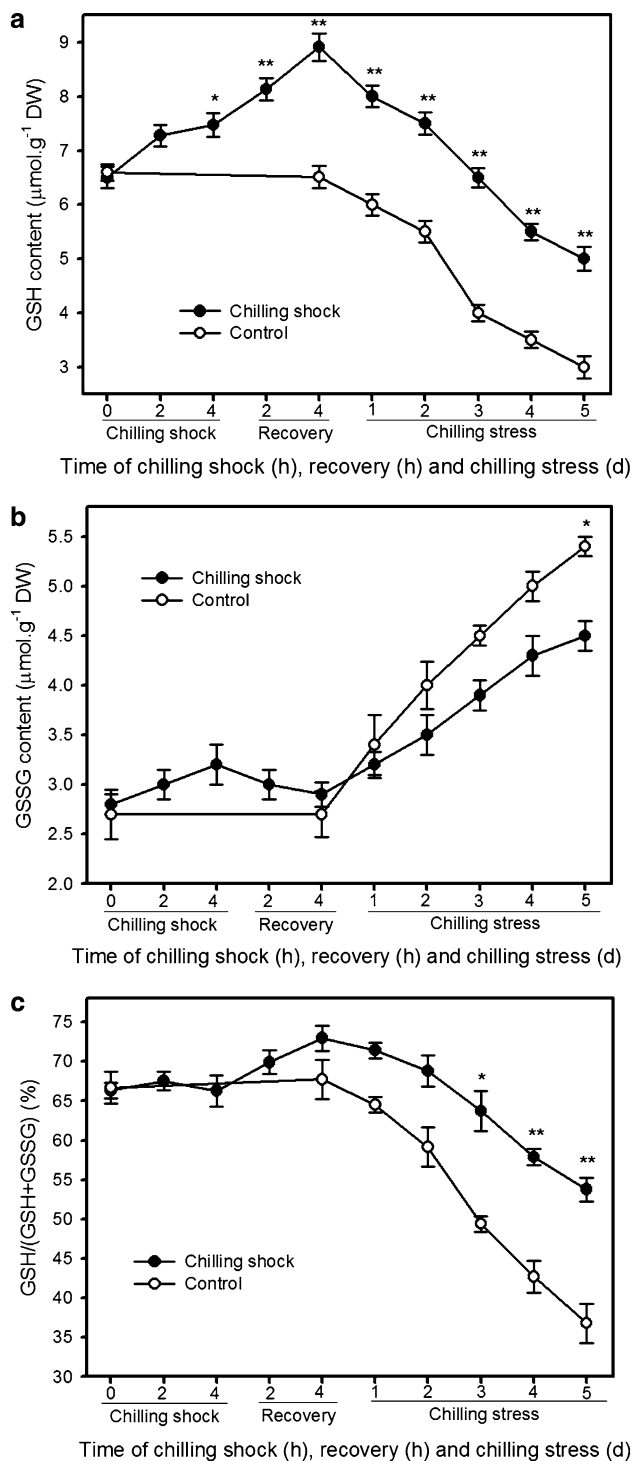 a
**
**
**
*
**
**
**
**
9
8
7
6
5
4
3
GSH content (μmol.g⁻¹ DW)
Chilling shock
Control
0 2 4 2 4 1 2 3 4 5
Chilling shock Recovery Chilling stress
Time of chilling shock (h), recovery (h) and chilling stress (d)
b
*
5.5
5.0
4.5
4.0
3.5
3.0
2.5
2.0
GSSG content (μmol.g⁻¹ DW)
Chilling shock
Control
0 2 4 2 4 1 2 3 4 5
Chilling shock Recovery Chilling stress
Time of chilling shock (h), recovery (h) and chilling stress (d)
c
*
**
**
75
70
65
60
55
50
45
40
35
30
GSH/(GSH+GSSG) (%)
Chilling shock
Control
0 2 4 2 4 1 2 3 4 5
Chilling shock Recovery Chilling stress
Time of chilling shock (h), recovery (h) and chilling stress (d)